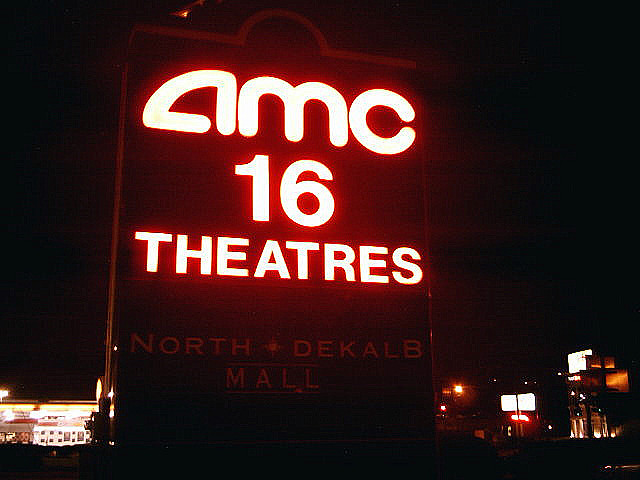 amc
16
THEATRES
NORTH DEKALB
MALL